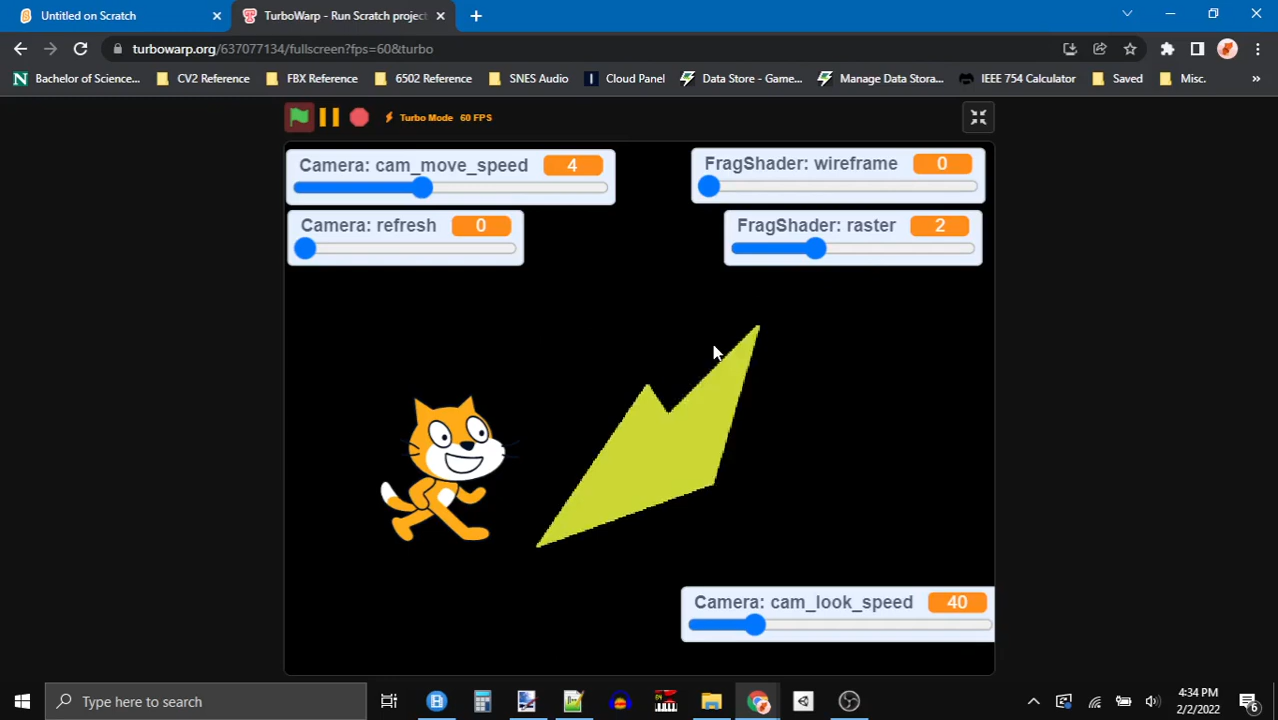 Untitled on Scratch
TurboWarp - Run Scratch project
turbowarp.org/637077134/fullscreen?fps=60&turbo
Bachelor of Science...
CV2 Reference
FBX Reference
6502 Reference
SNES Audio
Cloud Panel
Data Store - Game...
Manage Data Stora...
IEEE 754 Calculator
Saved
Misc.
»
Turbo Mode 60 FPS
Camera: cam_move_speed 4
FragShader: wireframe 0
Camera: refresh 0
FragShader: raster 2
Camera: cam_look_speed 40
Type here to search
4:34 PM
2/2/2022
6